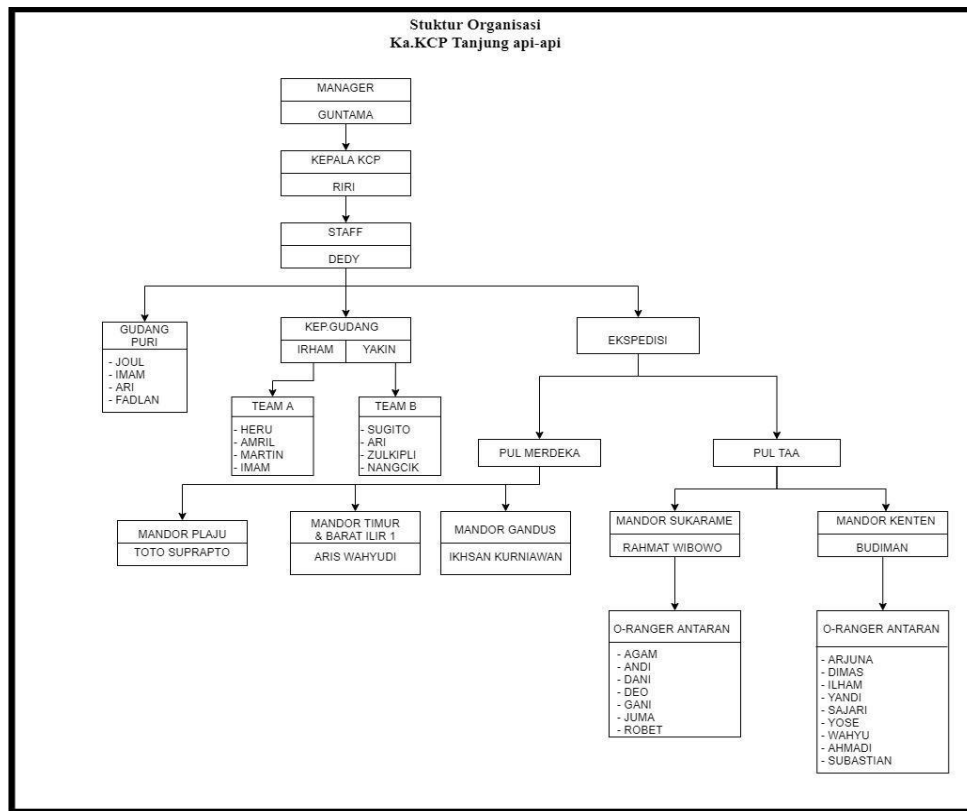 Stuktur Organisasi
Ka.KCP Tanjung api-api
MANAGER
GUNTAMA
KEPALA KCP
RIRI
STAFF
DEDY
GUDANG
PURI
- JOUL
- IMAM
- ARI
- FADLAN
KEP.GUDANG
IRHAM
YAKIN
EKSPEDISI
TEAM A
- HERU
- AMRIL
- MARTIN
- IMAM
TEAM B
- SUGITO
- ARI
- ZULKIPLI
- NANGCIK
PUL MERDEKA
PUL TAA
MANDOR PLAJU
TOTO SUPRAPTO
MANDOR TIMUR
& BARAT ILIR 1
ARIS WAHYUDI
MANDOR GANDUS
IKHSAN KURNIAWAN
MANDOR SUKARAME
RAHMAT WIBOWO
MANDOR KENTEN
BUDIMAN
O-RANGER ANTARAN
- AGAM
- ANDI
- DANI
- DEO
- GANI
- JUMA
- ROBET
O-RANGER ANTARAN
- ARJUNA
- DIMAS
- ILHAM
- YANDI
- SAJARI
- YOSE
- WAHYU
- AHMADI
- SUBASTIAN